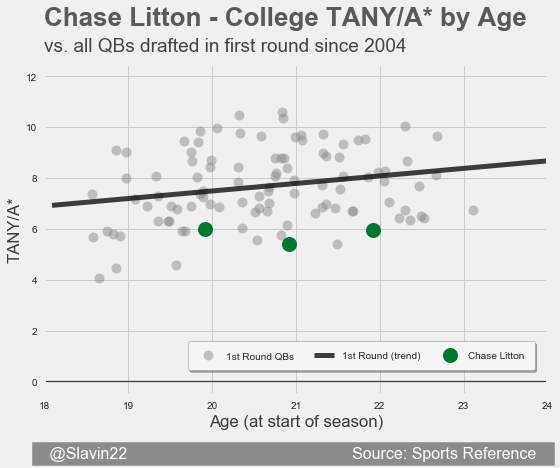 Chase Litton - College TANY/A* by Age
vs. all QBs drafted in first round since 2004
12
10
8
6
4
2
0
TANY/A*
1st Round QBs
1st Round (trend)
Chase Litton
18
19
20
21
22
23
24
Age (at start of season)
@Slavin22
Source: Sports Reference